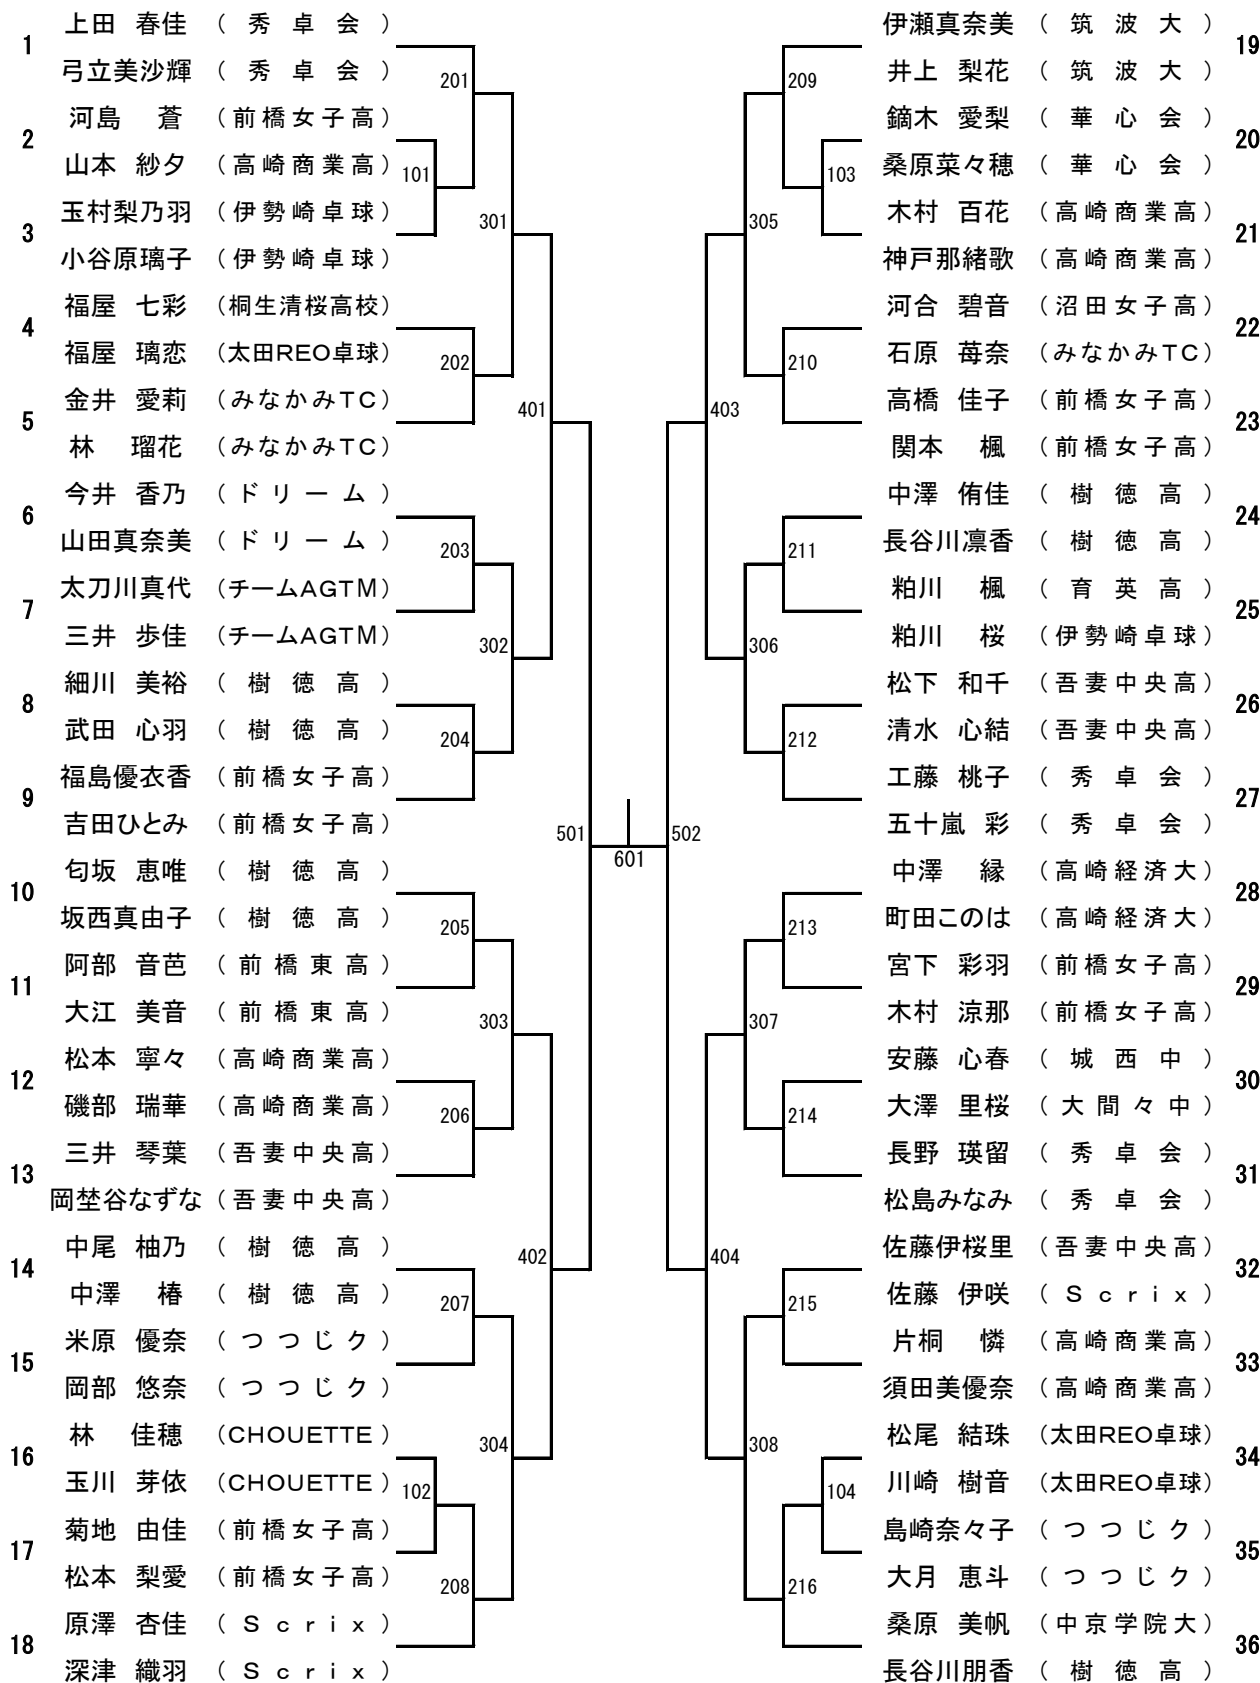 1
上田 春佳 （ 秀 卓 会 ）
弓立美沙輝 （ 秀 卓 会 ）
2
河島 蒼 （前橋女子高）
山本 紗夕 （高崎商業高）
3
玉村梨乃羽 （伊勢崎卓球）
小谷原璃子 （伊勢崎卓球）
4
福屋 七彩 （桐生清桜高校）
福屋 璃恋 （太田REO卓球）
5
金井 愛莉 （みなかみTC）
林 瑠花 （みなかみTC）
6
今井 香乃 （ ド リ ー ム ）
山田真奈美 （ ド リ ー ム ）
7
太刀川真代 （チームAGTM）
三井 歩佳 （チームAGTM）
8
細川 美裕 （ 樹 徳 高 ）
武田 心羽 （ 樹 徳 高 ）
9
福島優衣香 （前橋女子高）
吉田ひとみ （前橋女子高）
10
匂坂 恵唯 （ 樹 徳 高 ）
坂西真由子 （ 樹 徳 高 ）
11
阿部 音芭 （ 前 橋 東 高 ）
大江 美音 （ 前 橋 東 高 ）
12
松本 寧々 （高崎商業高）
磯部 瑞華 （高崎商業高）
13
三井 琴葉 （吾妻中央高）
岡埜谷なずな （吾妻中央高）
14
中尾 柚乃 （ 樹 徳 高 ）
中澤 椿 （ 樹 徳 高 ）
15
米原 優奈 （ つ つ じ ク ）
岡部 悠奈 （ つ つ じ ク ）
16
林 佳穂 （CHOUETTE）
玉川 芽依 （CHOUETTE）
17
菊地 由佳 （前橋女子高）
松本 梨愛 （前橋女子高）
18
原澤 杏佳 （ Ｓ ｃ ｒ ｉ ｘ ）
深津 織羽 （ Ｓ ｃ ｒ ｉ ｘ ）
101
102
201
202
203
204
205
206
207
208
301
302
303
304
401
402
501
601
502
403
404
305
306
307
308
209
210
211
212
213
214
215
216
103
104
伊瀬真奈美 （ 筑 波 大 ）
井上 梨花 （ 筑 波 大 ）
19
鏑木 愛梨 （ 華 心 会 ）
桑原菜々穂 （ 華 心 会 ）
20
木村 百花 （高崎商業高）
神戸那緒歌 （高崎商業高）
21
河合 碧音 （沼田女子高）
石原 苺奈 （みなかみTC）
22
高橋 佳子 （前橋女子高）
関本 楓 （前橋女子高）
23
中澤 侑佳 （ 樹 徳 高 ）
長谷川凛香 （ 樹 徳 高 ）
24
粕川 楓 （ 育 英 高 ）
粕川 桜 （伊勢崎卓球）
25
松下 和千 （吾妻中央高）
清水 心結 （吾妻中央高）
26
工藤 桃子 （ 秀 卓 会 ）
五十嵐 彩 （ 秀 卓 会 ）
27
中澤 縁 （高崎経済大）
町田このは （高崎経済大）
28
宮下 彩羽 （前橋女子高）
木村 涼那 （前橋女子高）
29
安藤 心春 （ 城 西 中 ）
大澤 里桜 （ 大 間 々 中 ）
30
長野 瑛留 （ 秀 卓 会 ）
松島みなみ （ 秀 卓 会 ）
31
佐藤伊桜里 （吾妻中央高）
佐藤 伊咲 （ Ｓ ｃ ｒ ｉ ｘ ）
32
片桐 憐 （高崎商業高）
須田美優奈 （高崎商業高）
33
松尾 結珠 （太田REO卓球）
川崎 樹音 （太田REO卓球）
34
島崎奈々子 （ つ つ じ ク ）
大月 恵斗 （ つ つ じ ク ）
35
桑原 美帆 （中京学院大）
長谷川朋香 （ 樹 徳 高 ）
36